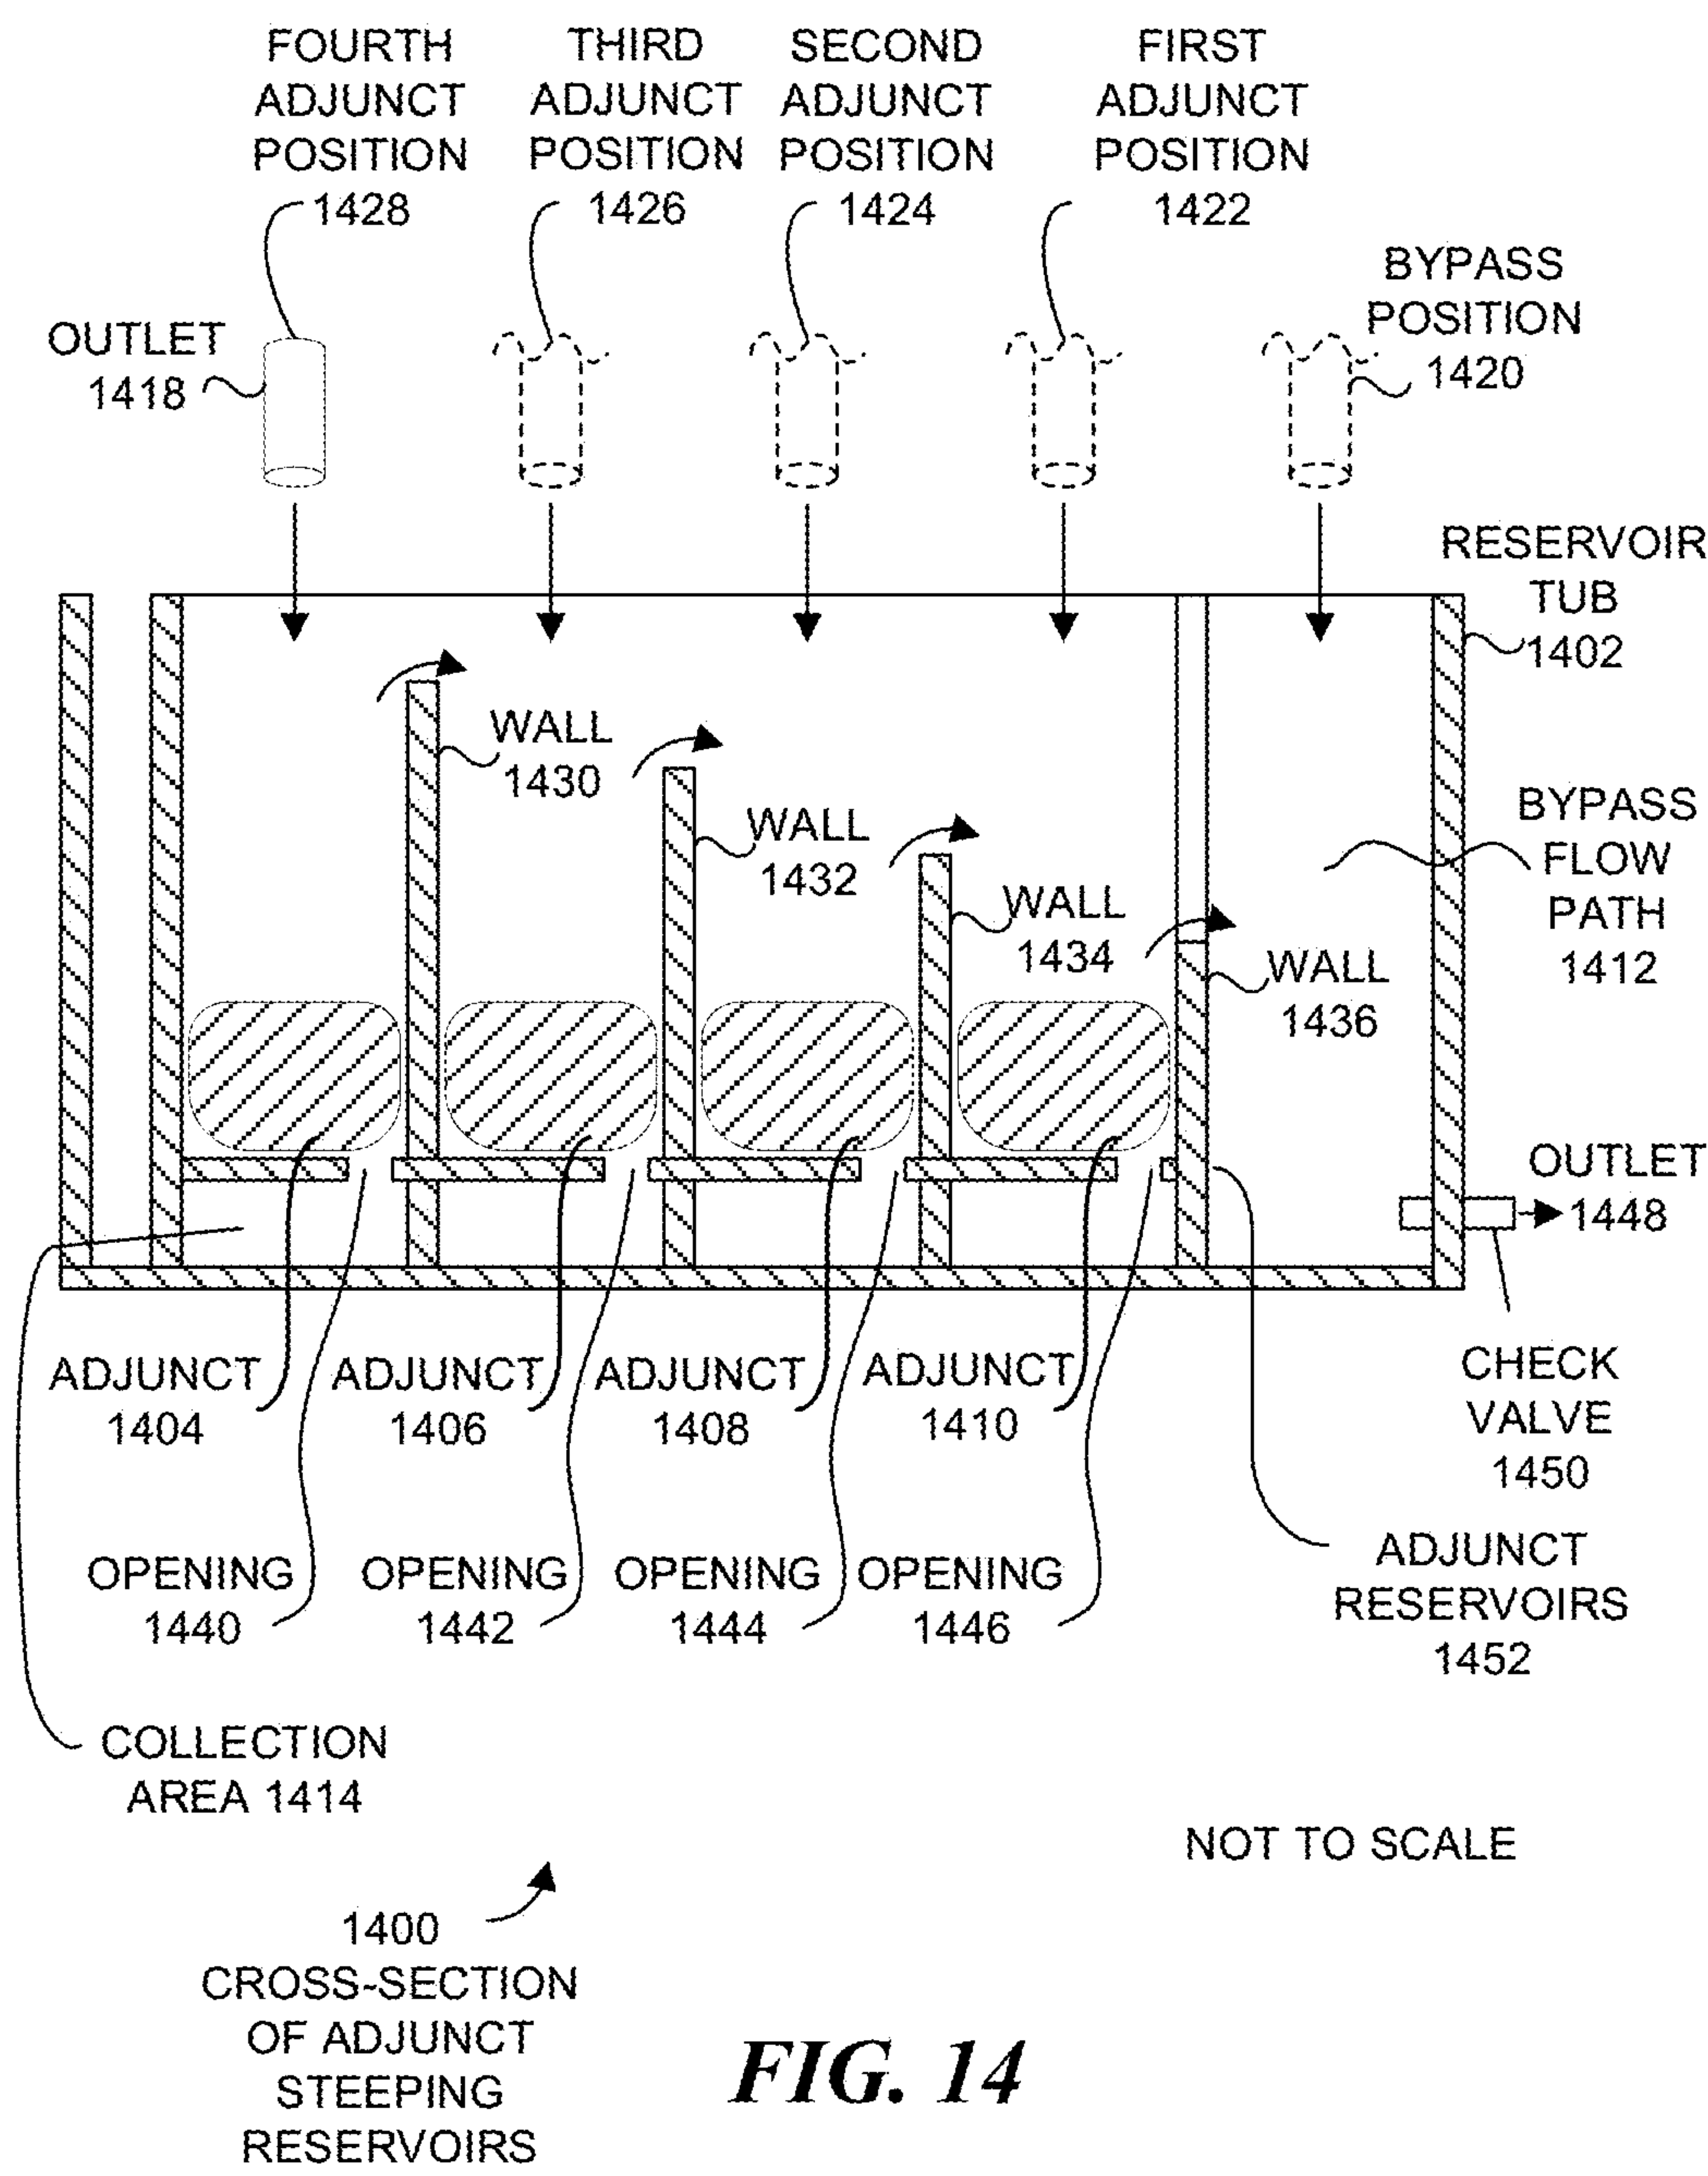 FOURTH
ADJUNCT
POSITION
1428
THIRD
ADJUNCT
POSITION
1426
SECOND
ADJUNCT
POSITION
1424
FIRST
ADJUNCT
POSITION
1422
BYPASS
POSITION
1420
OUTLET
1418
RESERVOIR
TUB
1402
WALL
1430
WALL
1432
WALL
1434
WALL
1436
BYPASS
FLOW
PATH
1412
OUTLET
1448
ADJUNCT
1404
ADJUNCT
1406
ADJUNCT
1408
ADJUNCT
1410
CHECK
VALVE
1450
OPENING
1440
OPENING
1442
OPENING
1444
OPENING
1446
ADJUNCT
RESERVOIRS
1452
COLLECTION
AREA 1414
NOT TO SCALE
1400
CROSS-SECTION
OF ADJUNCT
STEEPING
RESERVOIRS
FIG. 14